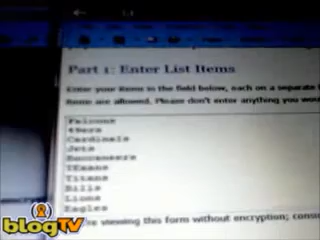 Part 1: Enter List Items
Enter your items in the field below, each on a separate
items are allowed. Please don't enter anything you wou
Falcons
49ers
Cardinals
Jets
Buccaneers
Texans
Titans
Bills
Lions
Eagles
re viewing this form without encryption; cons
blogTV